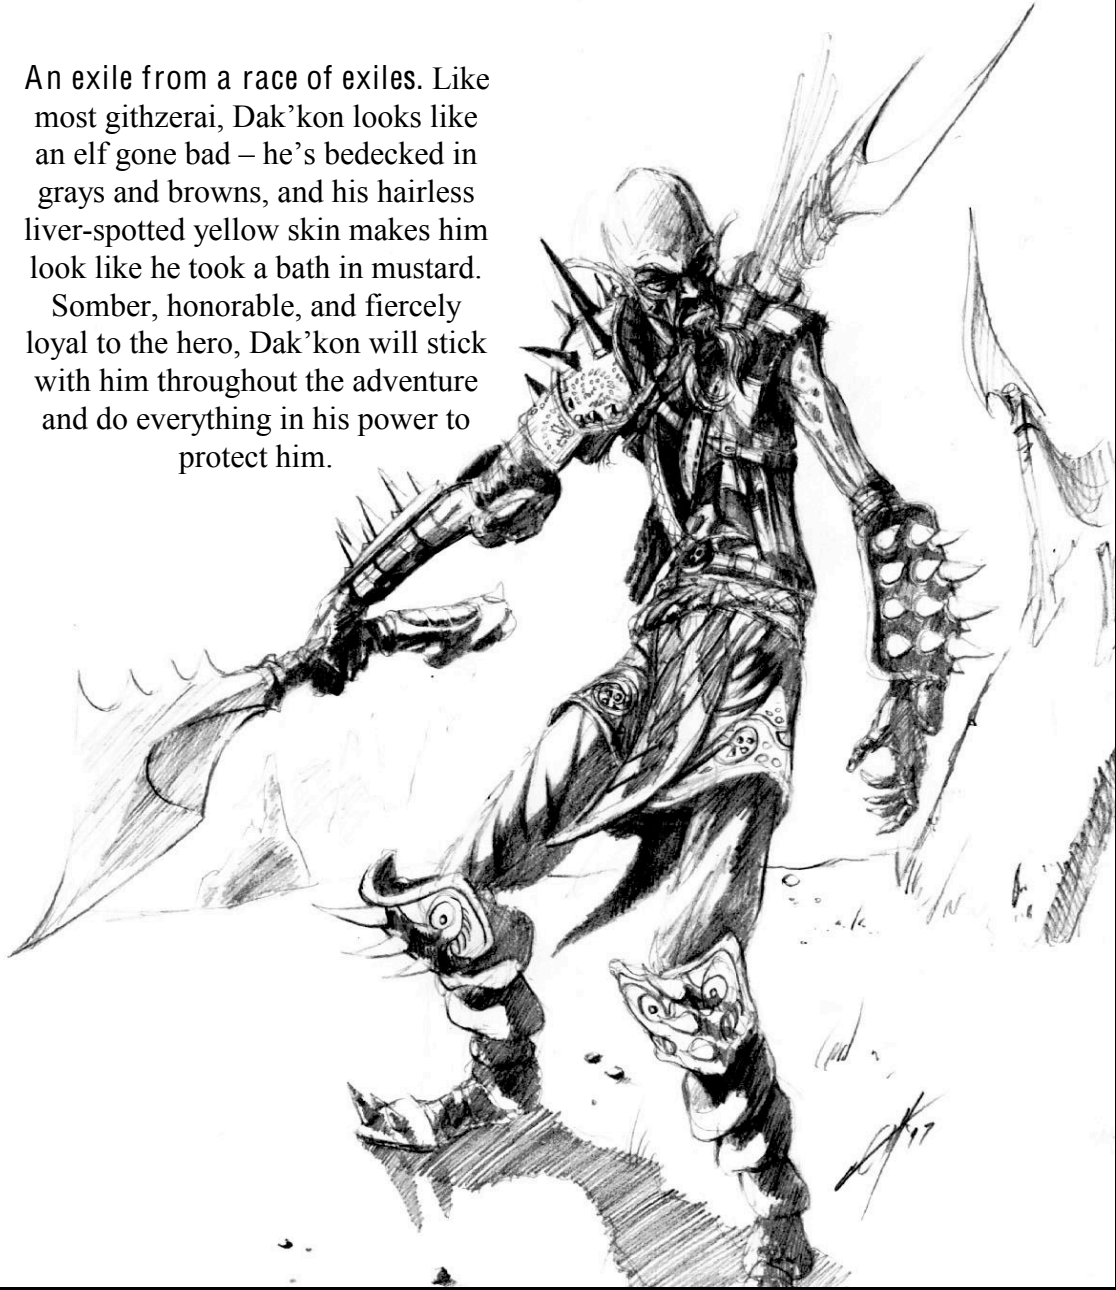 An exile from a race of exiles. Like
most githzerai, Dak’kon looks like
an elf gone bad – he’s bedecked in
grays and browns, and his hairless
liver-spotted yellow skin makes him
look like he took a bath in mustard.
Somber, honorable, and fiercely
loyal to the hero, Dak’kon will stick
with him throughout the adventure
and do everything in his power to
protect him.
'97